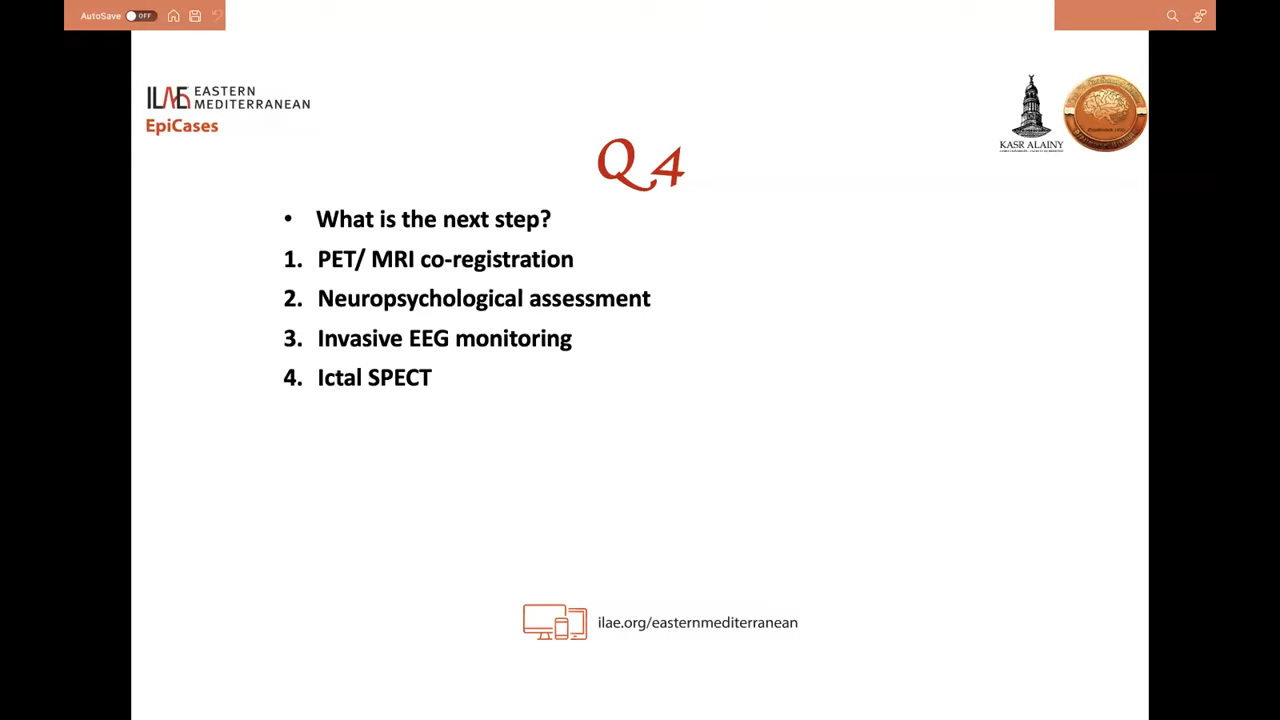 AutoSave OFF
ILAE EASTERN
MEDITERRANEAN
EpiCases
KASR ALAINY
Q 4
• What is the next step?
1. PET/ MRI co-registration
2. Neuropsychological assessment
3. Invasive EEG monitoring
4. Ictal SPECT
ilae.org/easternmediterranean